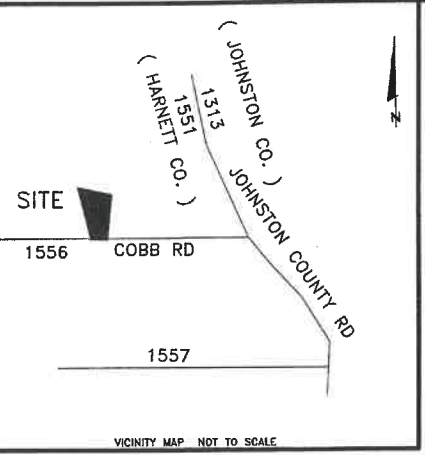 ( JOHNSTON CO. )
1313
1551
( HARNETT CO. )
N
JOHNSTON COUNTY RD
SITE
1556
COBB RD
1557
VICINITY MAP NOT TO SCALE